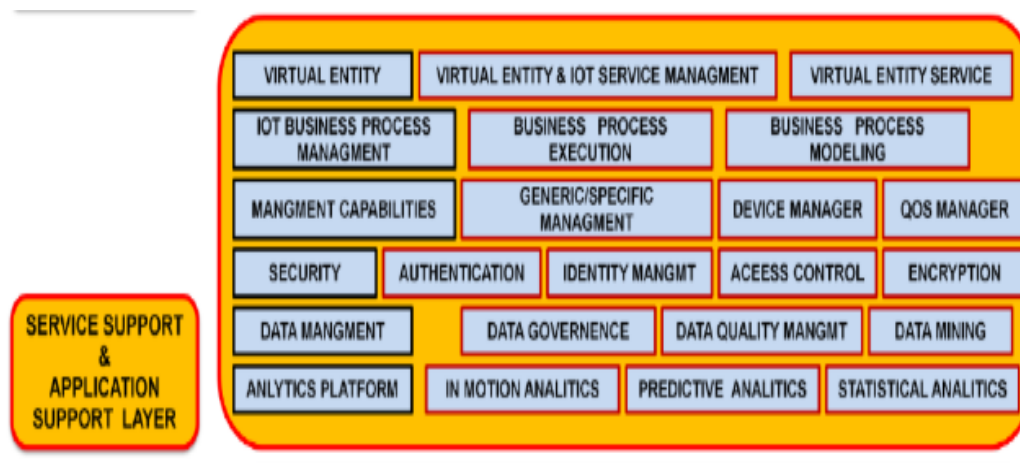 VIRTUAL ENTITY
VIRTUAL ENTITY & IOT SERVICE MANAGMENT
VIRTUAL ENTITY SERVICE
IOT BUSINESS PROCESS
MANAGMENT
BUSINESS PROCESS
EXECUTION
BUSINESS PROCESS
MODELING
MANGMENT CAPABILITIES
GENERIC/SPECIFIC
MANAGMENT
DEVICE MANAGER
QOS MANAGER
SECURITY
AUTHENTICATION
IDENTITY MANGMT
ACEESS CONTROL
ENCRYPTION
SERVICE SUPPORT
&
APPLICATION
SUPPORT LAYER
DATA MANGMENT
DATA GOVERNENCE
DATA QUALITY MANGMT
DATA MINING
ANLYTICS PLATFORM
IN MOTION ANALITICS
PREDICTIVE ANALITICS
STATISTICAL ANALITICS